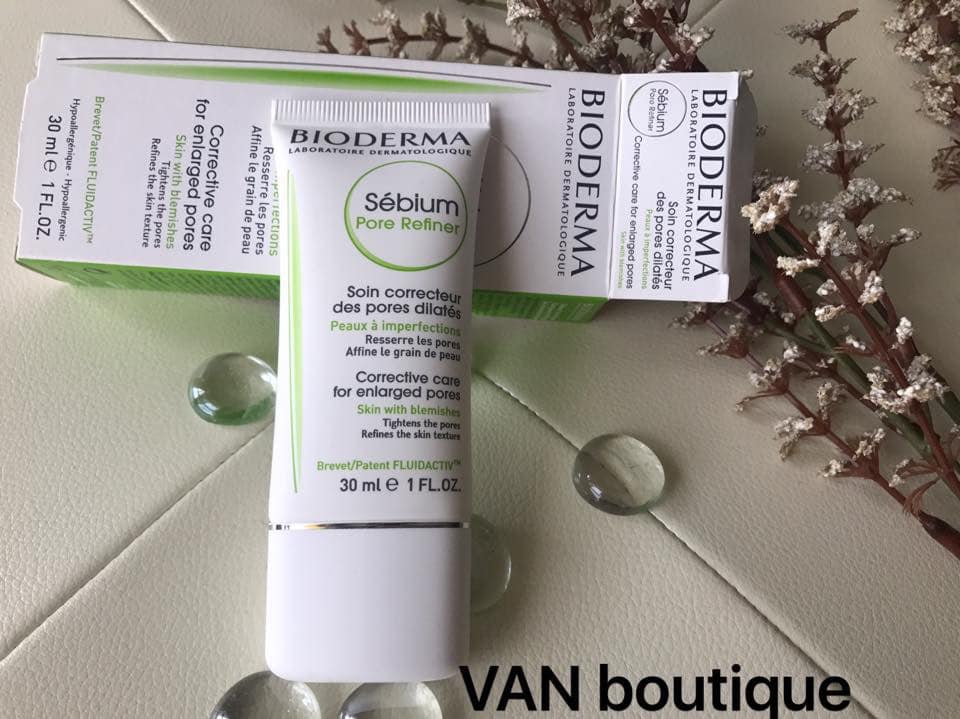 BIODERMA
LABORATOIRE DERMATOLOGIQUE
Sébium
Pore Refiner
Soin correcteur
des pores dilatés
Peaux à imperfections
Resserre les pores
Affine le grain de peau
Corrective care
for enlarged pores
Skin with blemishes
Tightens the pores
Refines the skin texture
Brevet/Patent FLUIDACTIV™
30 ml e 1 FL.OZ.
BIODERMA
LABORATOIRE DERMATOLOGIQUE
Sébium
Pore Refiner
Soin correcteur
des pores dilatés
Peaux à imperfections
Corrective care for enlarged pores
Skin with blemishes
BIODERMA
LABORATOIRE DERMATOLOGIQUE
imperfections
Resserre les pores
Affine le grain de peau
Corrective care
for enlarged pores
Skin with blemishes
Tightens the pores
Refines the skin texture
Brevet/Patent FLUIDACTIV™
Hypoallergénique - Hypoallergenic
30 ml e 1 FL.OZ.
VAN boutique